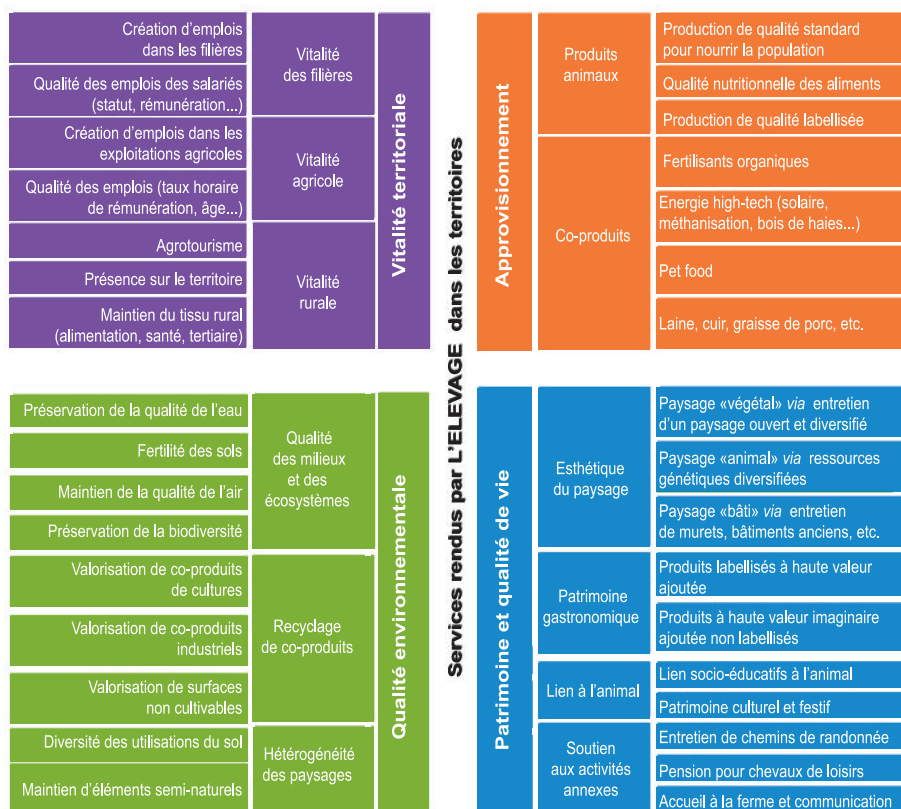 Services rendus par L'ELEVAGE dans les territoires
Vitalité territoriale
Vitalité
des filières
Création d'emplois
dans les filières
Qualité des emplois des salariés
(statut, rémunération...)
Vitalité
agricole
Création d'emplois dans les
exploitations agricoles
Qualité des emplois (taux horaire
de rémunération, âge...)
Vitalité
rurale
Agrotourisme
Présence sur le territoire
Maintien du tissu rural
(alimentation, santé, tertiaire)
Approvisionnement
Produits
animaux
Production de qualité standard
pour nourrir la population
Qualité nutritionnelle des aliments
Production de qualité labellisée
Co-produits
Fertilisants organiques
Energie high-tech (solaire,
méthanisation, bois de haies...)
Pet food
Laine, cuir, graisse de porc, etc.
Qualité environnementale
Qualité
des milieux
et des
écosystèmes
Préservation de la qualité de l'eau
Fertilité des sols
Maintien de la qualité de l'air
Préservation de la biodiversité
Recyclage
de co-produits
Valorisation de co-produits
de cultures
Valorisation de co-produits
industriels
Valorisation de surfaces
non cultivables
Hétérogénéité
des paysages
Diversité des utilisations du sol
Maintien d'éléments semi-naturels
Patrimoine et qualité de vie
Esthétique
du paysage
Paysage «végétal» via entretien
d'un paysage ouvert et diversifié
Paysage «animal» via ressources
génétiques diversifiées
Paysage «bâti» via entretien
de murets, bâtiments anciens, etc.
Patrimoine
gastronomique
Produits labellisés à haute valeur
ajoutée
Produits à haute valeur imaginaire
ajoutée non labellisés
Lien à l'animal
Lien socio-éducatifs à l'animal
Patrimoine culturel et festif
Soutien
aux activités
annexes
Entretien de chemins de randonnée
Pension pour chevaux de loisirs
Accueil à la ferme et communication